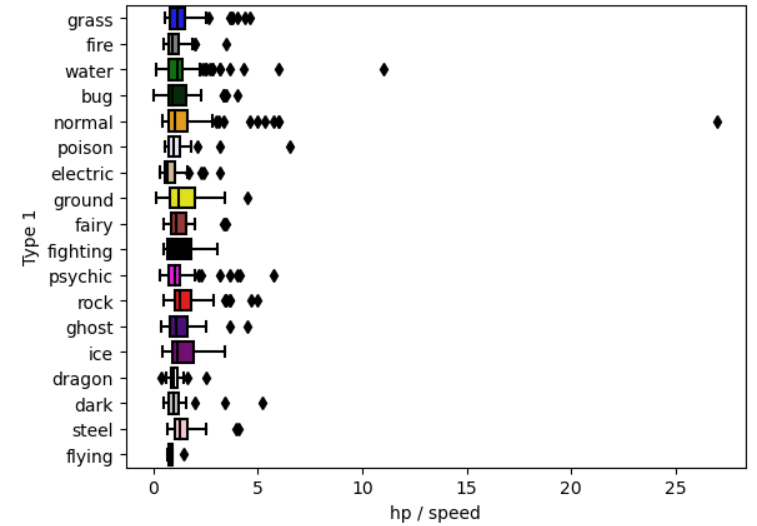 grass
fire
water
bug
normal
poison
electric
ground
fairy
fighting
psychic
rock
ghost
ice
dragon
dark
steel
flying
Type 1
0 5 10 15 20 25
hp / speed